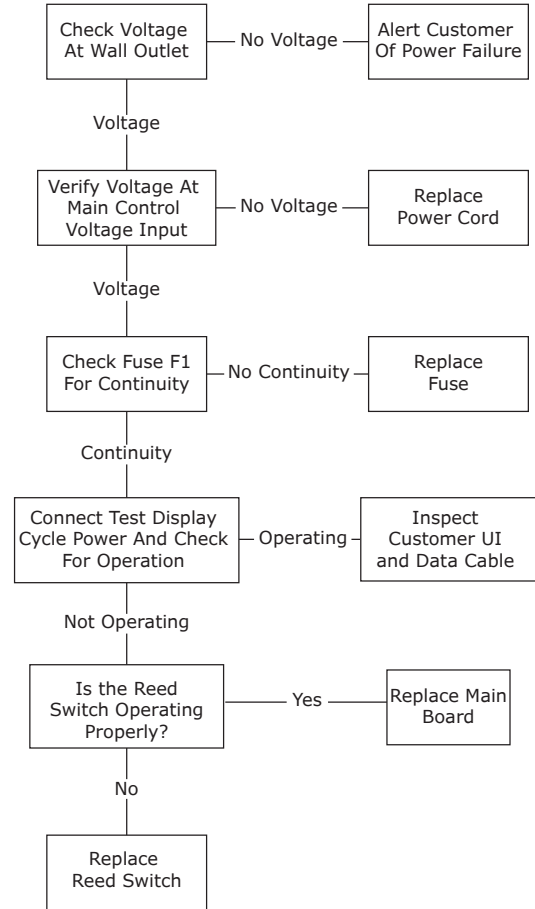 Check Voltage
At Wall Outlet
No Voltage
Alert Customer
Of Power Failure
Voltage
Verify Voltage At
Main Control
Voltage Input
No Voltage
Replace
Power Cord
Voltage
Check Fuse F1
For Continuity
No Continuity
Replace
Fuse
Continuity
Connect Test Display
Cycle Power And Check
For Operation
Operating
Inspect
Customer UI
and Data Cable
Not Operating
Is the Reed
Switch Operating
Properly?
Yes
Replace Main
Board
No
Replace
Reed Switch